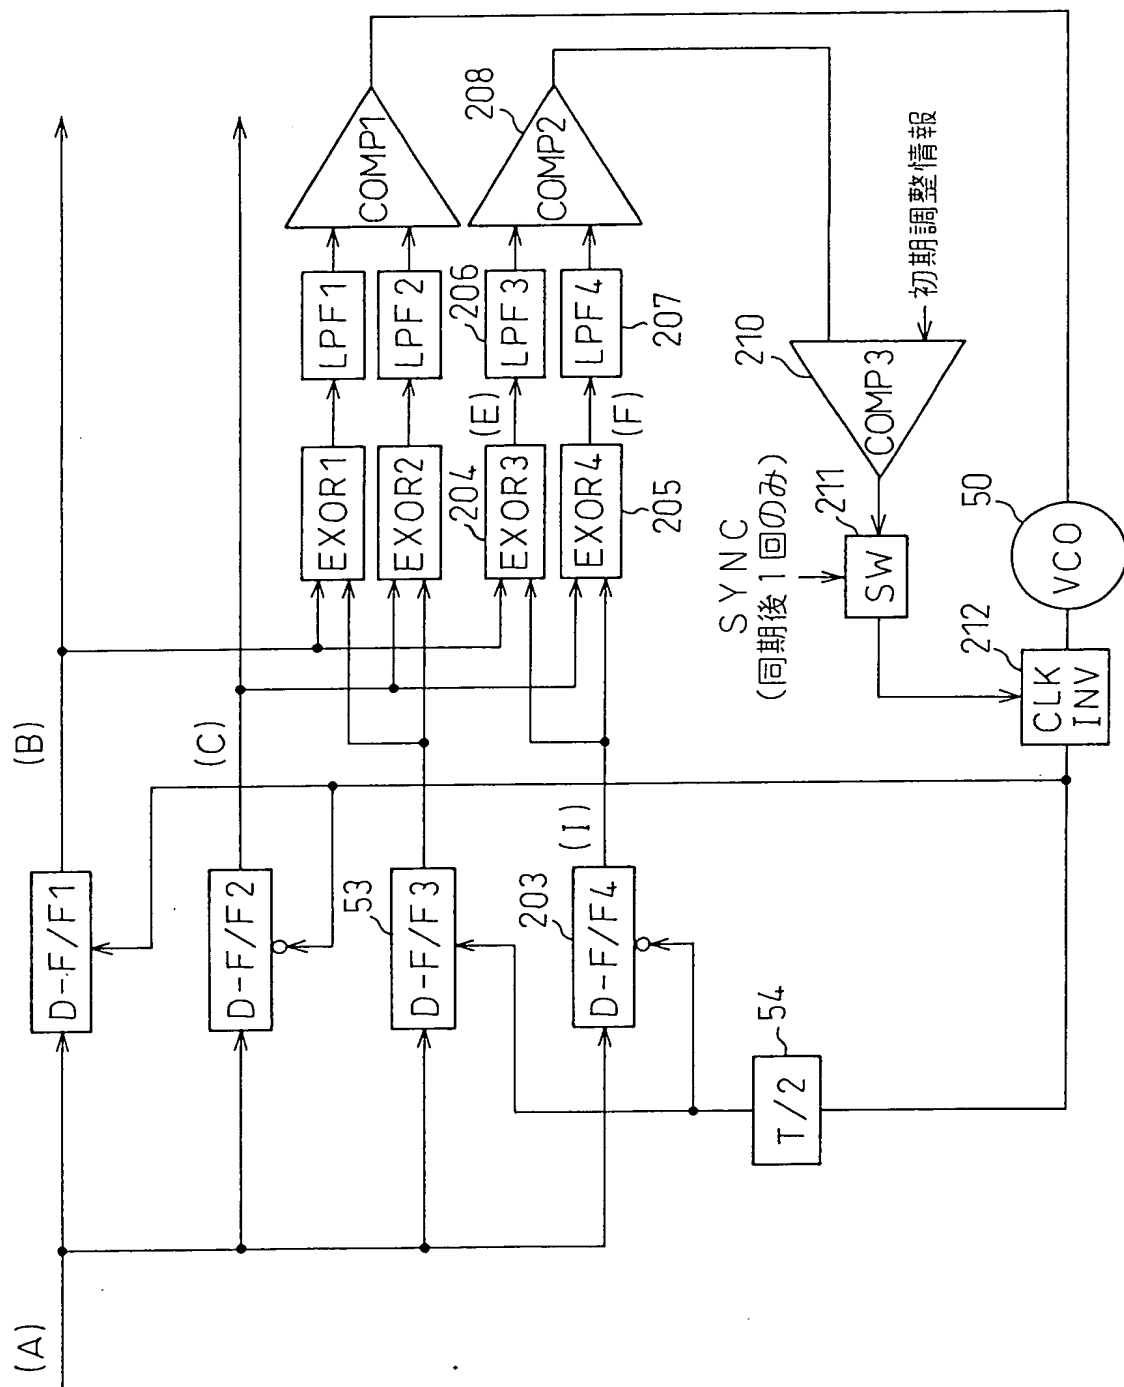 (A)
(B)
(C)
(I)
D-F/F1
D-F/F2
D-F/F3
53
D-F/F4
203
T/2
54
EXOR1
EXOR2
EXOR3
204
EXOR4
205
(E)
(F)
LPF1
LPF2
LPF3
206
LPF4
207
COMP1
COMP2
208
COMP3
210
初期調整情報
SYNC
(同期後1回のみ)
SW
211
CLK
INV
212
VCO
50